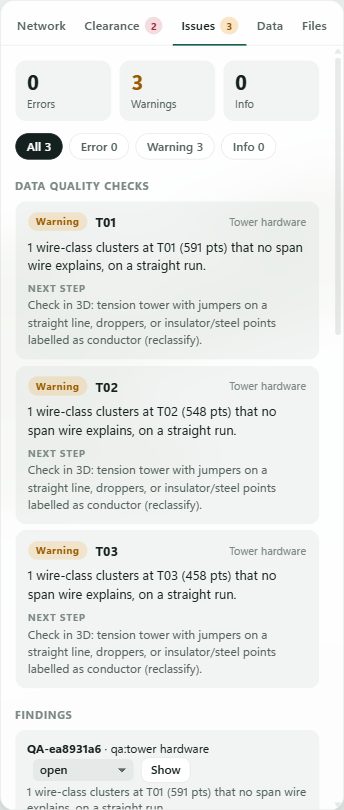 Network Clearance 2 Issues 3 Data Files
0 3 0
Errors Warnings Info
All 3 Error 0 Warning 3 Info 0
DATA QUALITY CHECKS
Warning T01 Tower hardware
1 wire-class clusters at T01 (591 pts) that no span
wire explains, on a straight run.
NEXT STEP
Check in 3D: tension tower with jumpers on a
straight line, droppers, or insulator/steel points
labelled as conductor (reclassify).
Warning T02 Tower hardware
1 wire-class clusters at T02 (548 pts) that no
span wire explains, on a straight run.
NEXT STEP
Check in 3D: tension tower with jumpers on a
straight line, droppers, or insulator/steel points
labelled as conductor (reclassify).
Warning T03 Tower hardware
1 wire-class clusters at T03 (458 pts) that no
span wire explains, on a straight run.
NEXT STEP
Check in 3D: tension tower with jumpers on a
straight line, droppers, or insulator/steel points
labelled as conductor (reclassify).
FINDINGS
QA-ea8931a6 · qa:tower hardware
open Show
1 wire-class clusters at T01 (591 pts) that no span wire
explains, on a straight run.